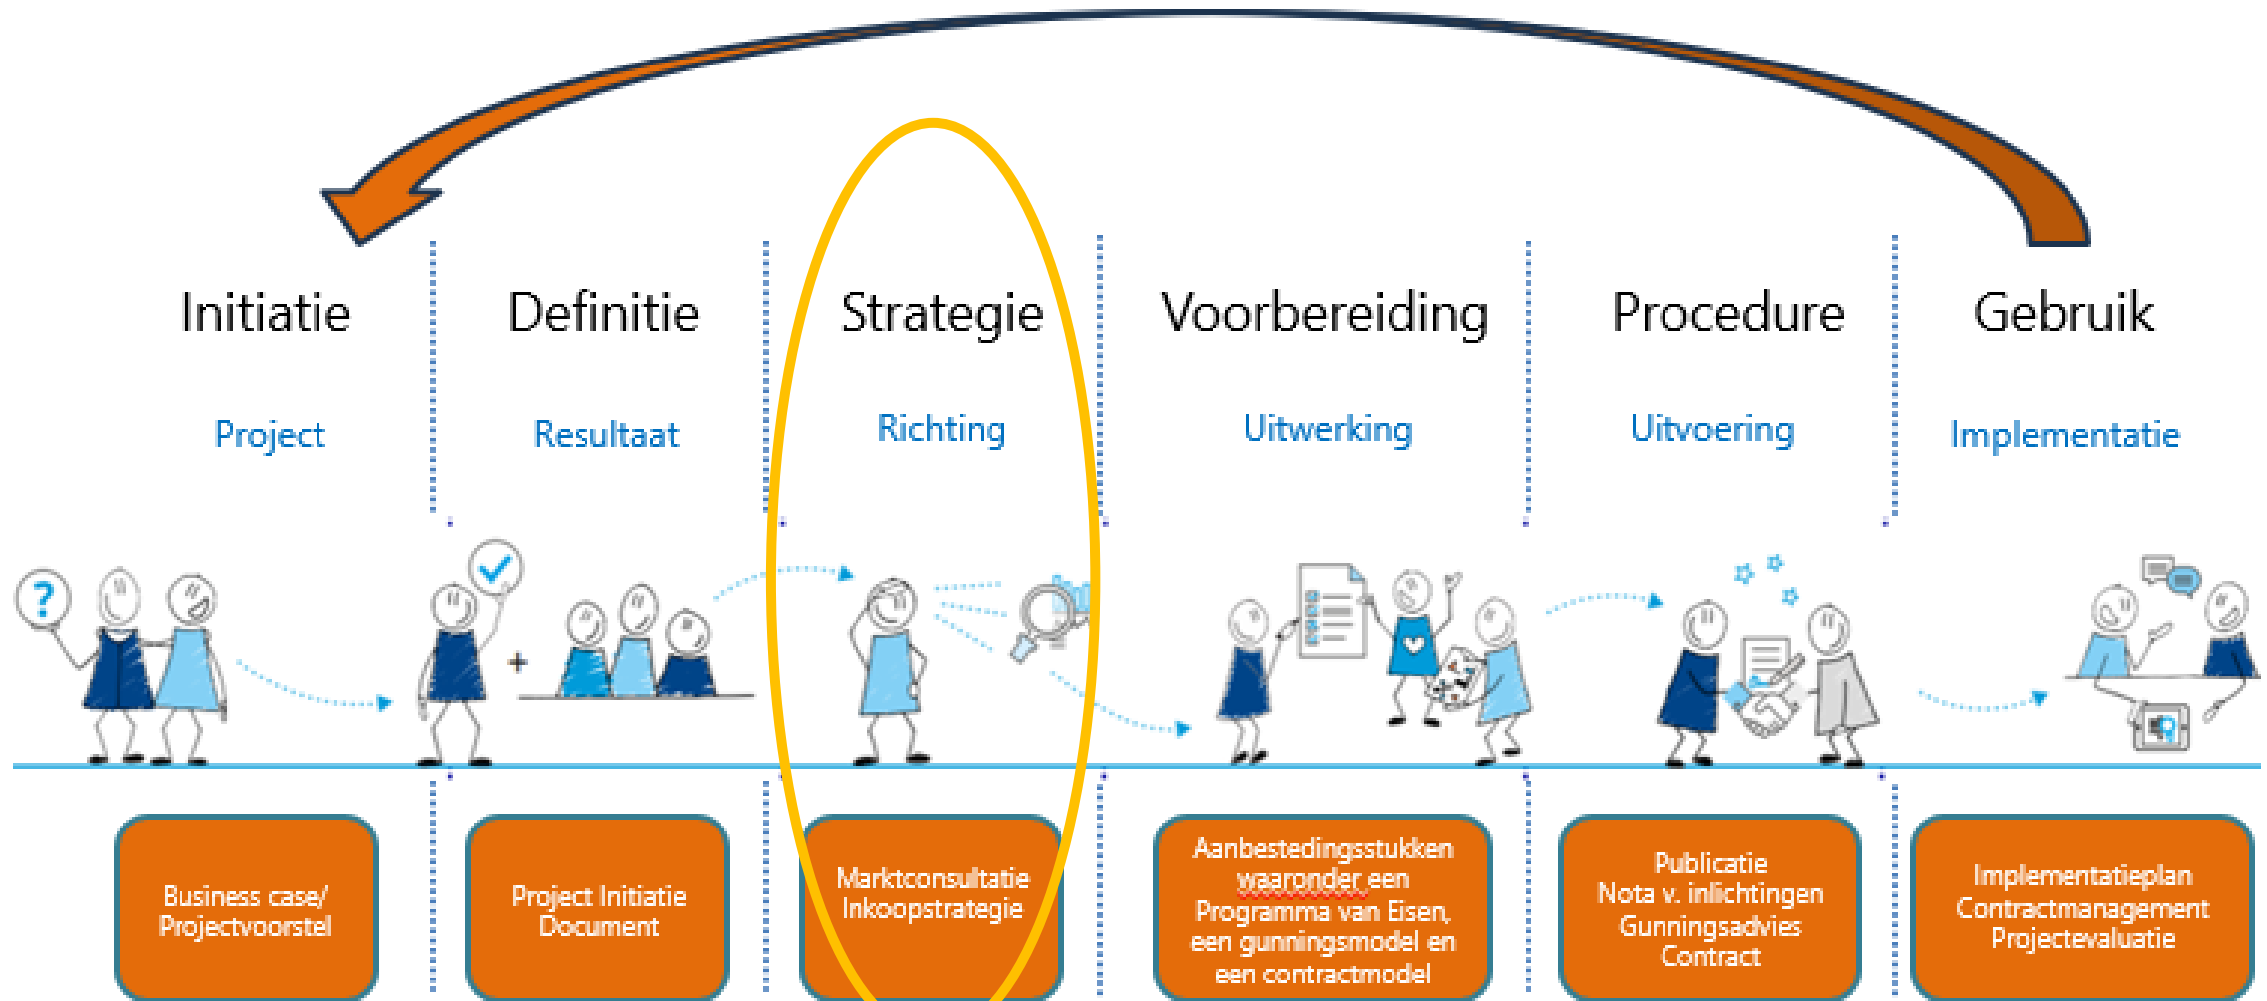 Initiatie
Definitie
Strategie
Voorbereiding
Procedure
Gebruik
Project
Resultaat
Richting
Uitwerking
Uitvoering
Implementatie
?
+
Business case/
Projectvoorstel
Project Initiatie
Document
Marktconsultatie
Inkoopstrategie
Aanbestedingsstukken
waaronder een
Programma van Eisen,
een gunningsmodel en
een contractmodel
Publicatie
Nota v. inlichtingen
Gunningsadvies
Contract
Implementatieplan
Contractmanagement
Projectevaluatie